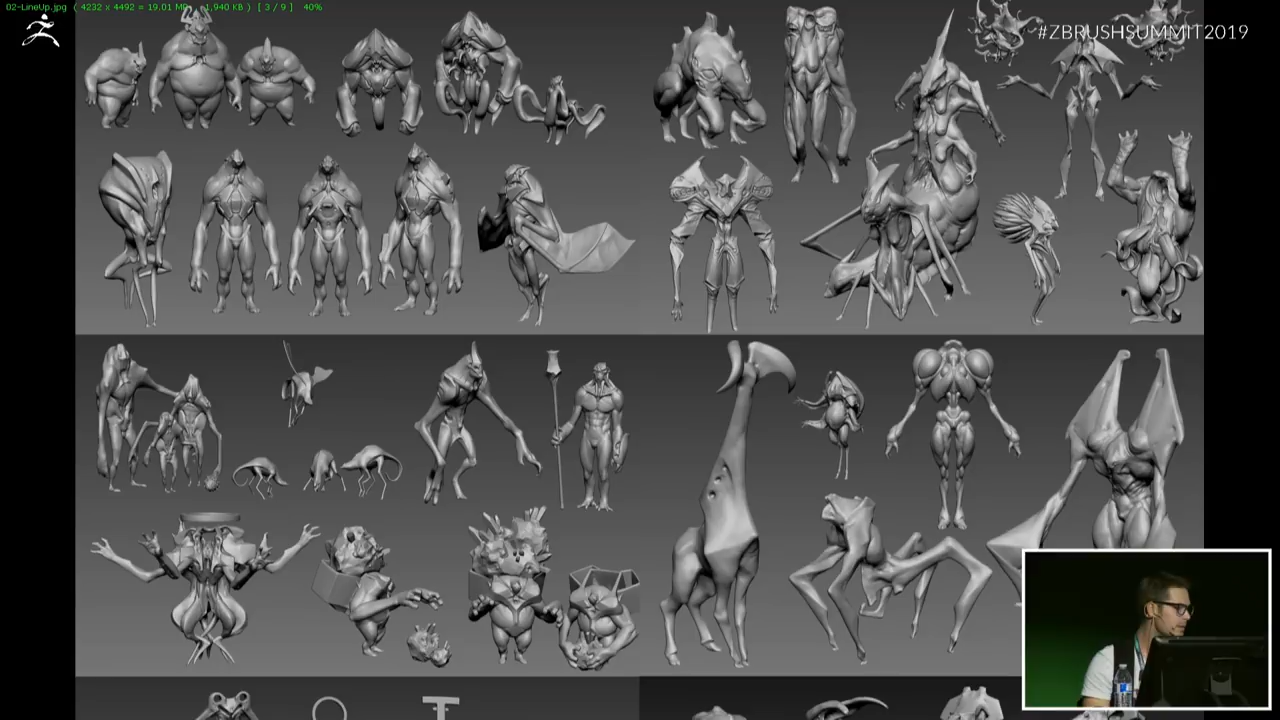 02-LineUp.jpg ( 4232 x 4492 = 19.01 MP 1,940 KB ) [ 3 / 9 ] 40%
#ZBRUSHSUMMIT2019